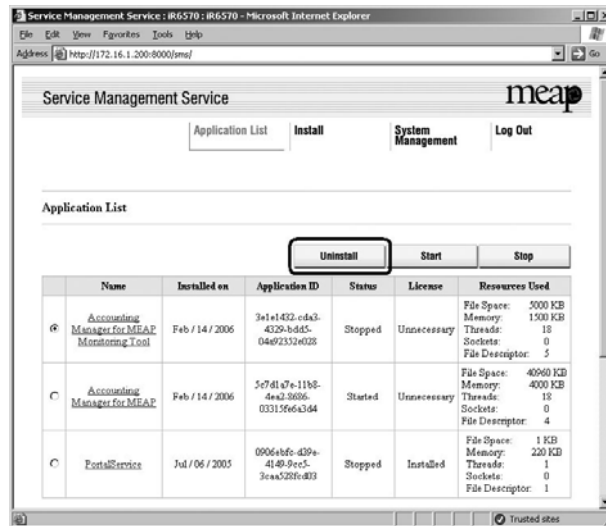 Service Management Service : iR6570 : iR6570 - Microsoft Internet Explorer
File Edit View Favorites Tools Help
Address http://172.16.1.200:8000/sms/ Go
Service Management Service meap
Application List Install System Management Log Out
Application List
Uninstall Start Stop
Name Installed on Application ID Status License Resources Used
Accounting Manager for MEAP Monitoring Tool
Feb / 14 / 2006
3e1e1432-cda3-
4329-bdd5-
04a92352e028
Stopped
Unnecessary
File Space: 5000 KB
Memory: 1500 KB
Threads: 18
Sockets: 0
File Descriptor: 5
Accounting Manager for MEAP
Feb / 14 / 2006
5c7d1a7e-11b8-
4ea2-8686-
03315fe6a3d4
Started
Unnecessary
File Space: 40960 KB
Memory: 4000 KB
Threads: 18
Sockets: 0
File Descriptor: 4
PortalService
Jul / 06 / 2005
0906ebfc-d39e-
4149-9ec5-
3caa528fcd03
Stopped
Installed
File Space: 1 KB
Memory: 220 KB
Threads: 1
Sockets: 0
File Descriptor: 1
Trusted sites